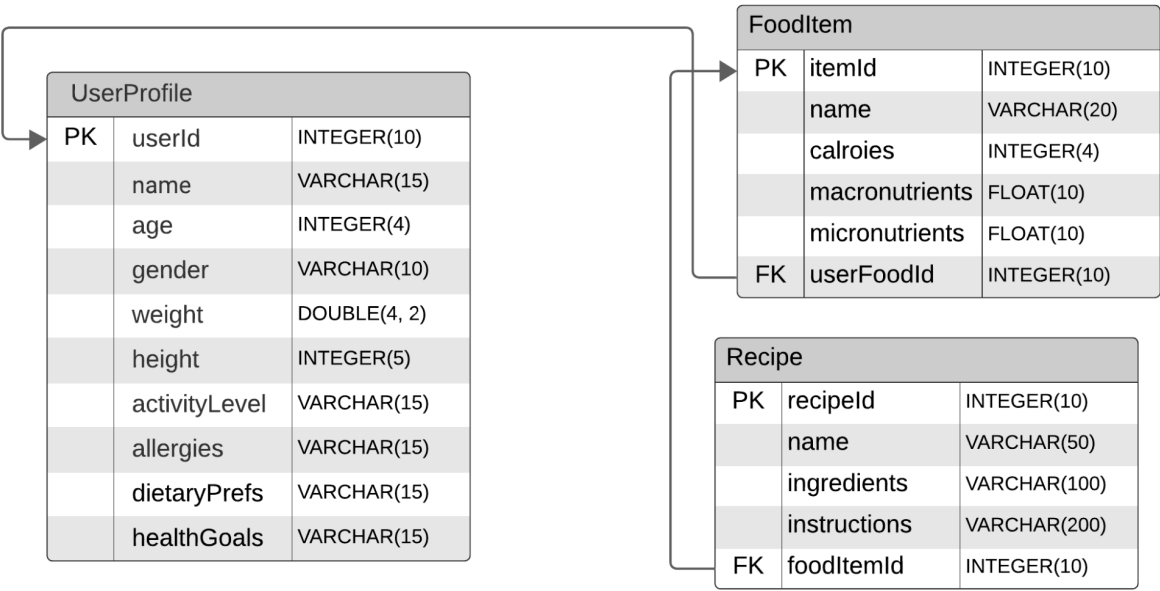 UserProfile
PK userId INTEGER(10)
name VARCHAR(15)
age INTEGER(4)
gender VARCHAR(10)
weight DOUBLE(4, 2)
height INTEGER(5)
activityLevel VARCHAR(15)
allergies VARCHAR(15)
dietaryPrefs VARCHAR(15)
healthGoals VARCHAR(15)
FoodItem
PK itemId INTEGER(10)
name VARCHAR(20)
calroies INTEGER(4)
macronutrients FLOAT(10)
micronutrients FLOAT(10)
FK userFoodId INTEGER(10)
Recipe
PK recipeId INTEGER(10)
name VARCHAR(50)
ingredients VARCHAR(100)
instructions VARCHAR(200)
FK foodItemId INTEGER(10)